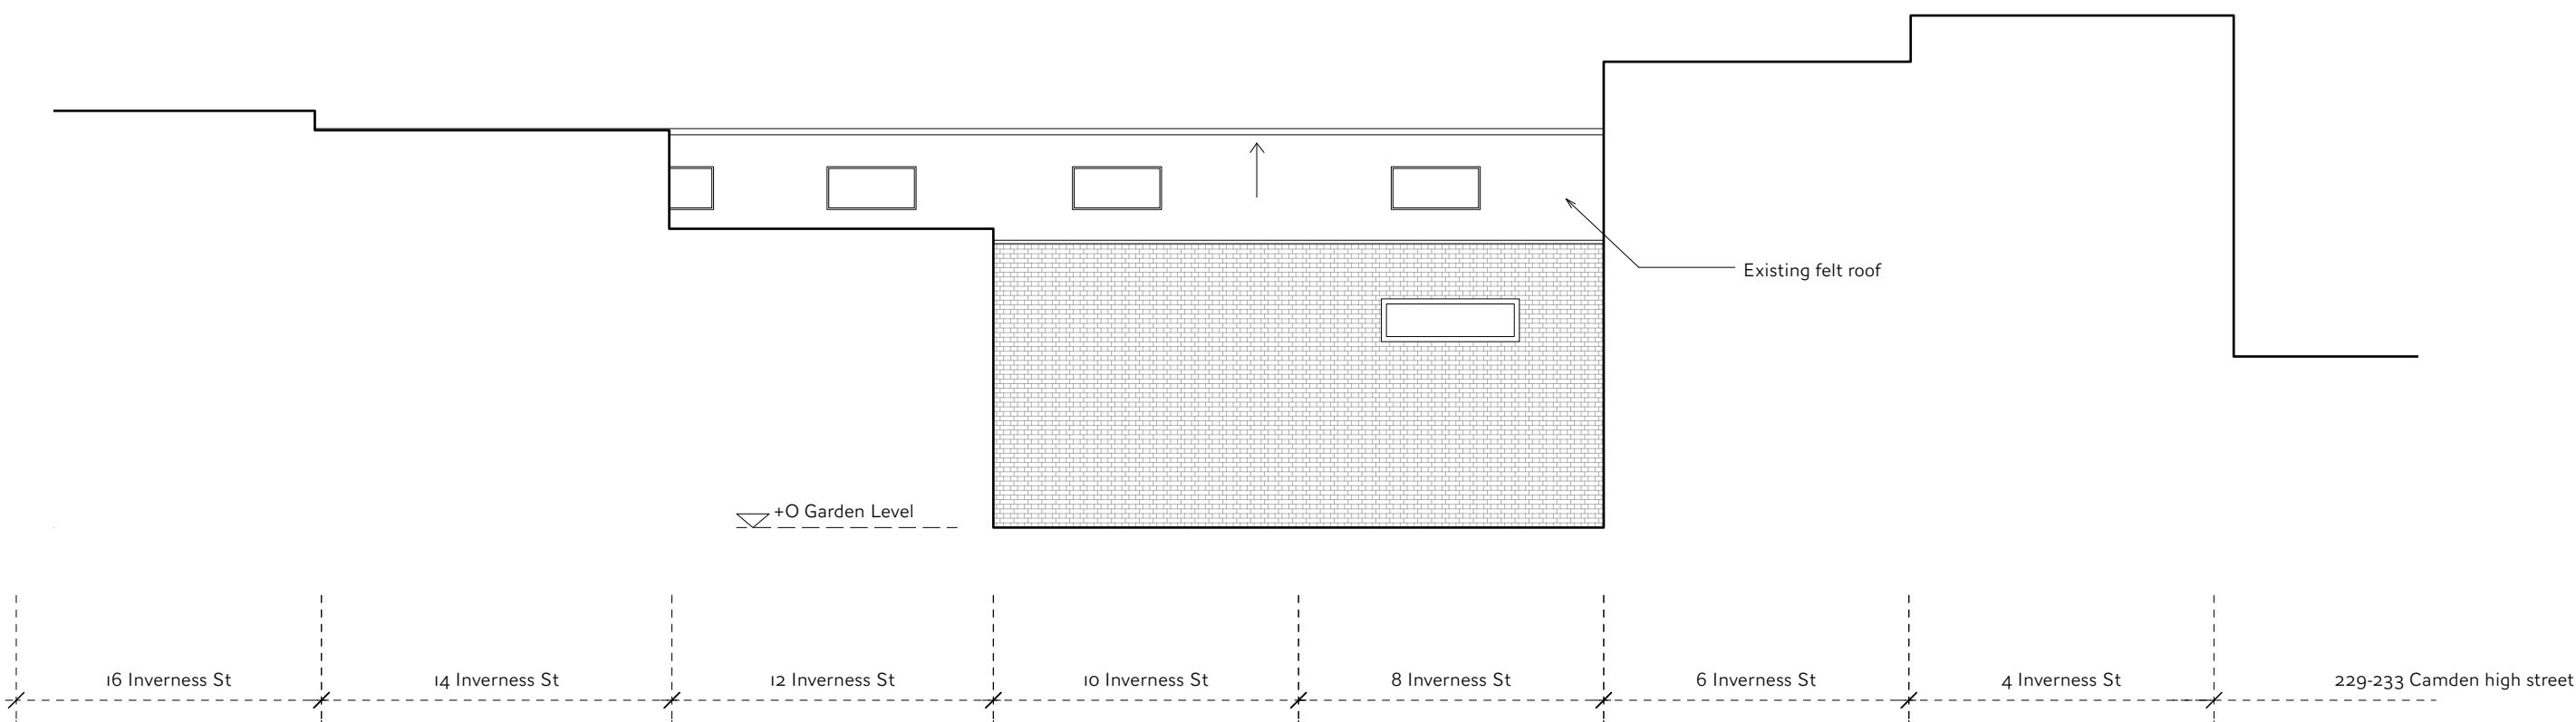 Existing felt roof
+0 Garden Level
16 Inverness St
14 Inverness St
12 Inverness St
10 Inverness St
8 Inverness St
6 Inverness St
4 Inverness St
229-233 Camden high street